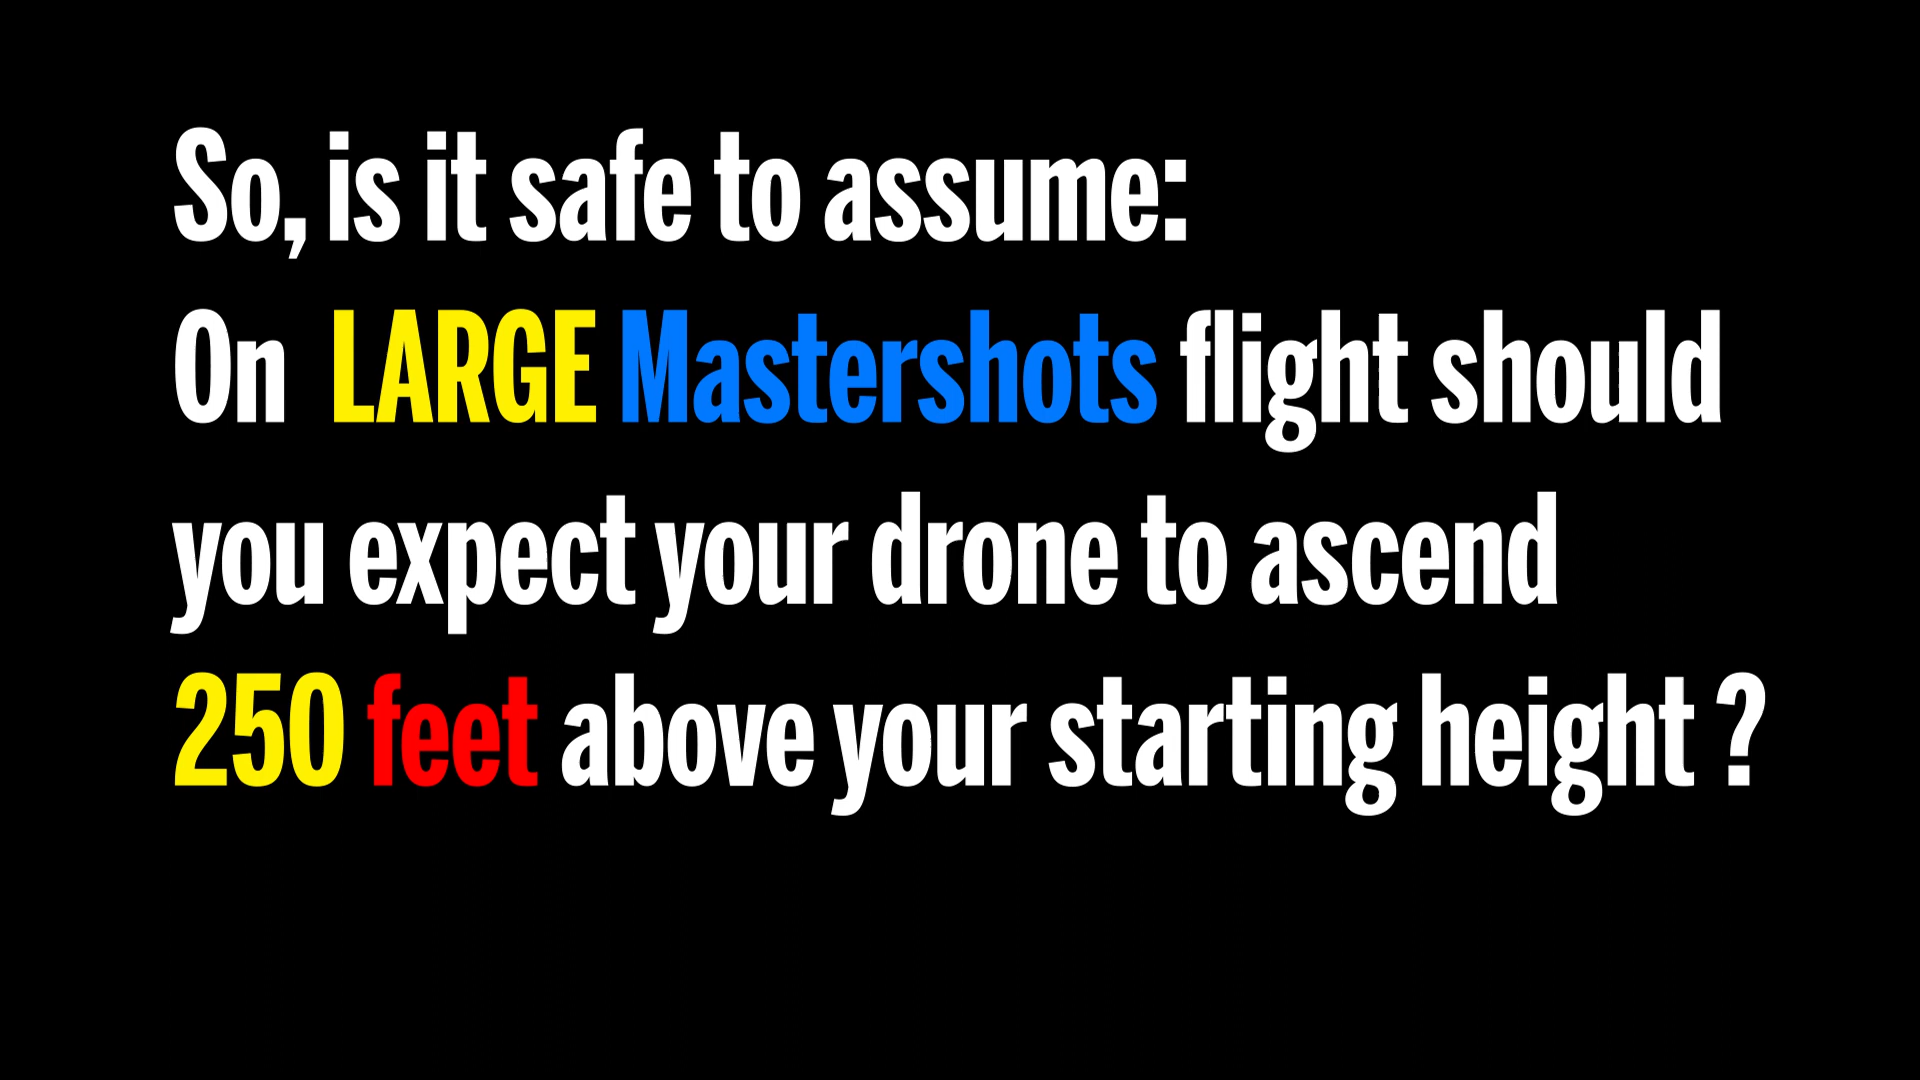 So, is it safe to assume:
On LARGE Mastershots flight should
you expect your drone to ascend
250 feet above your starting height ?